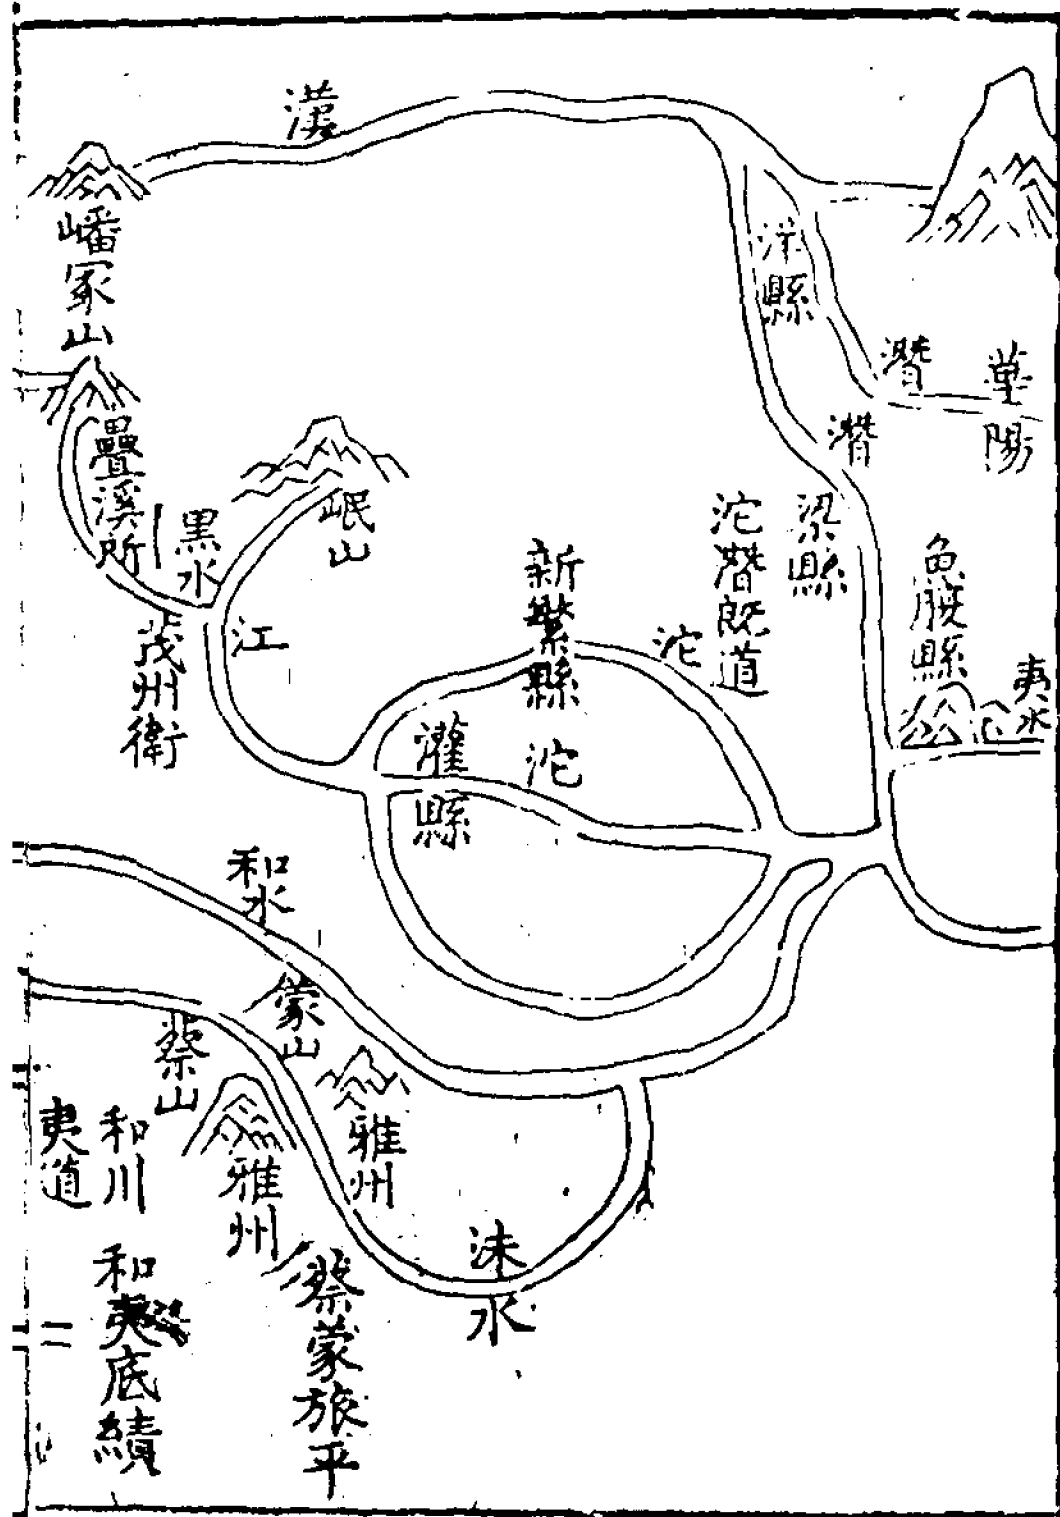 華陽
夷水
魚腹縣
潛
潛
洋縣
梁縣
沱潛既道
沱
新繁縣
沱
灌縣
漢
岷山
江
黑水
茂州衛
嶓冢山
疊溪所
和水
蒙山
雅州
沬水
蔡山
雅州
蔡蒙旅平
和川
夷道
和夷底績